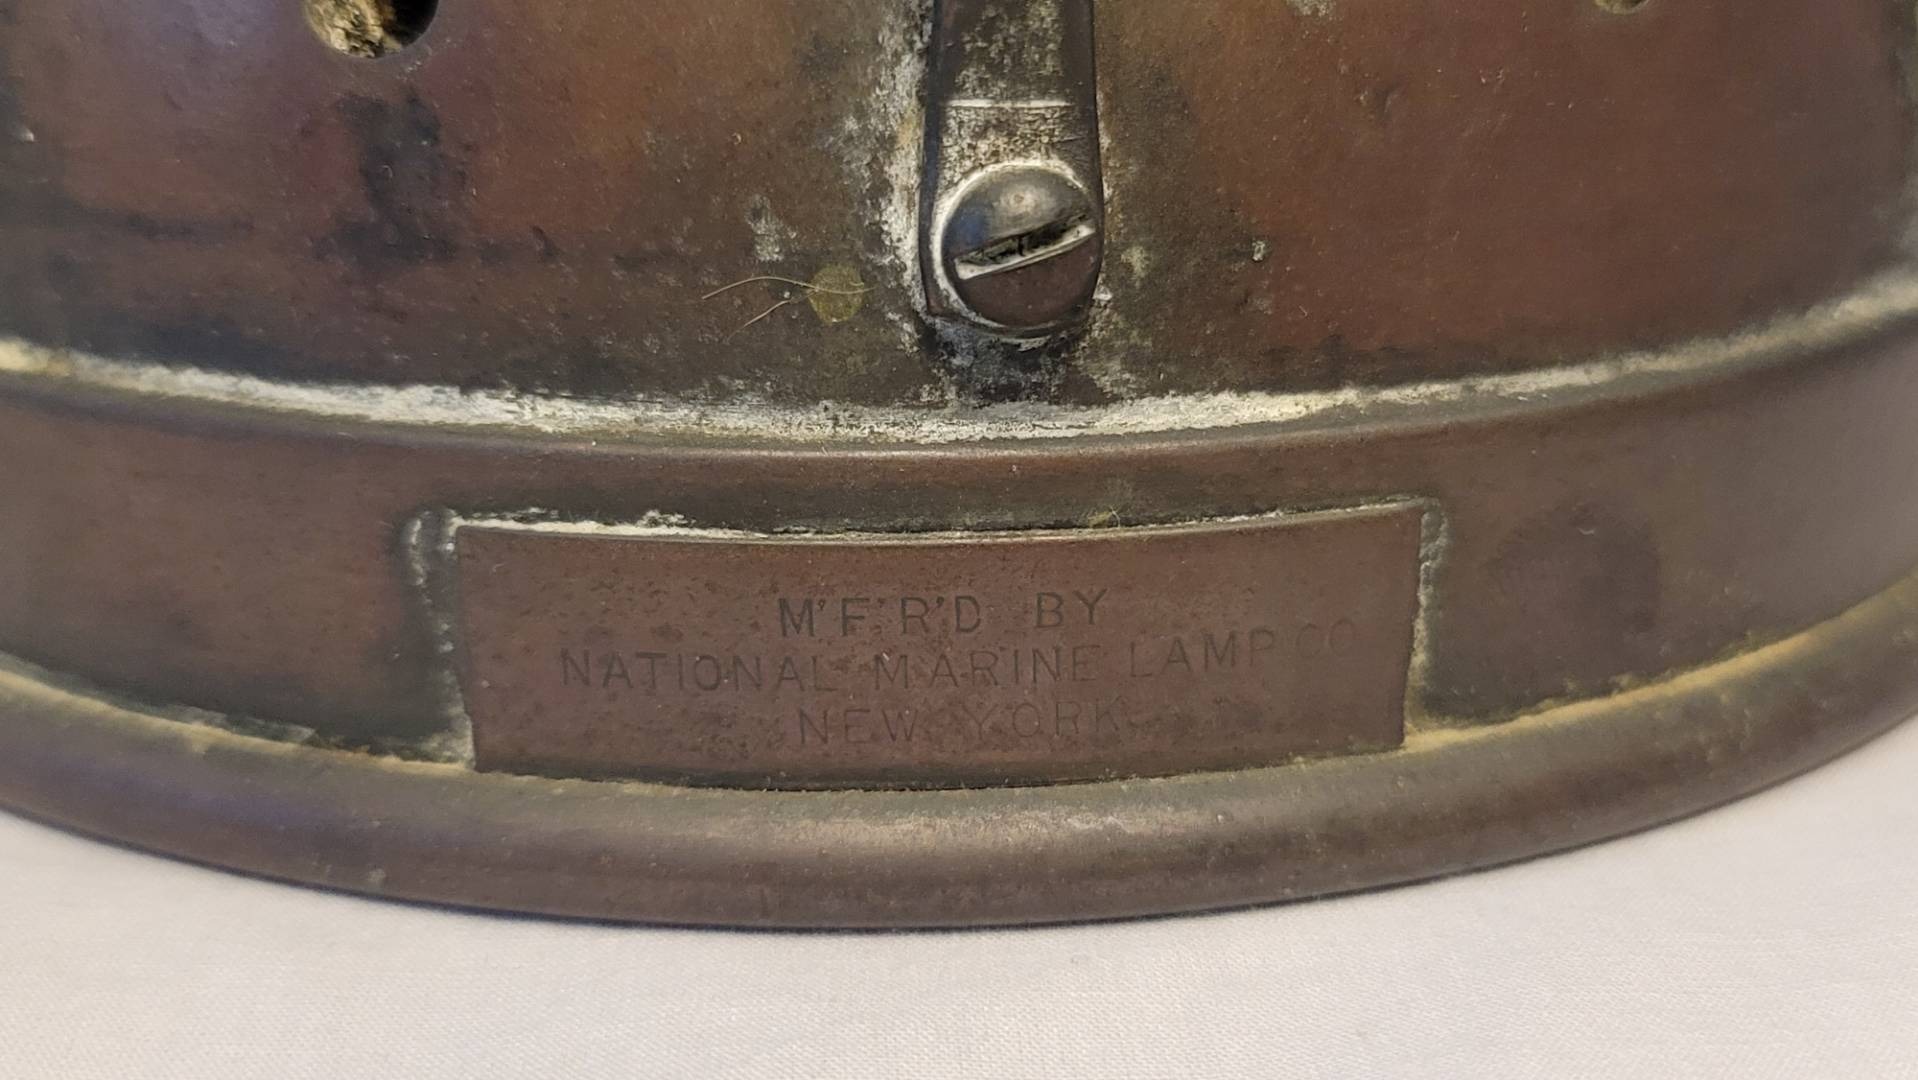 M'F'R'D BY
NATIONAL MARINE LAMP CO
NEW YORK